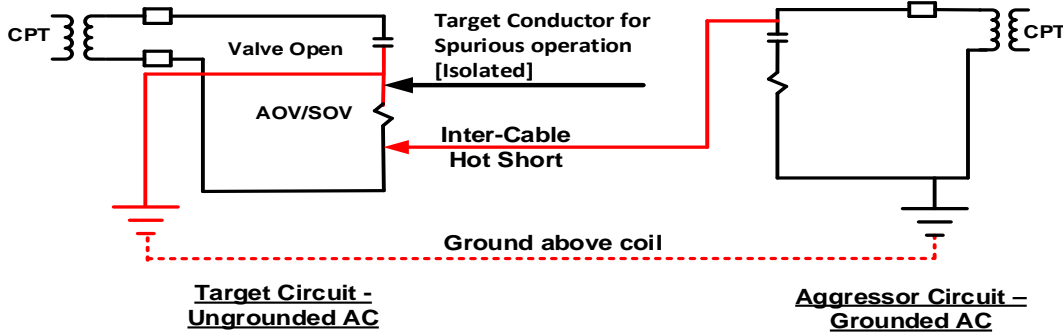 CPT
Valve Open
Target Conductor for
Spurious operation
[Isolated]
AOV/SOV
Inter-Cable
Hot Short
CPT
Ground above coil
Target Circuit -
Ungrounded AC
Aggressor Circuit –
Grounded AC